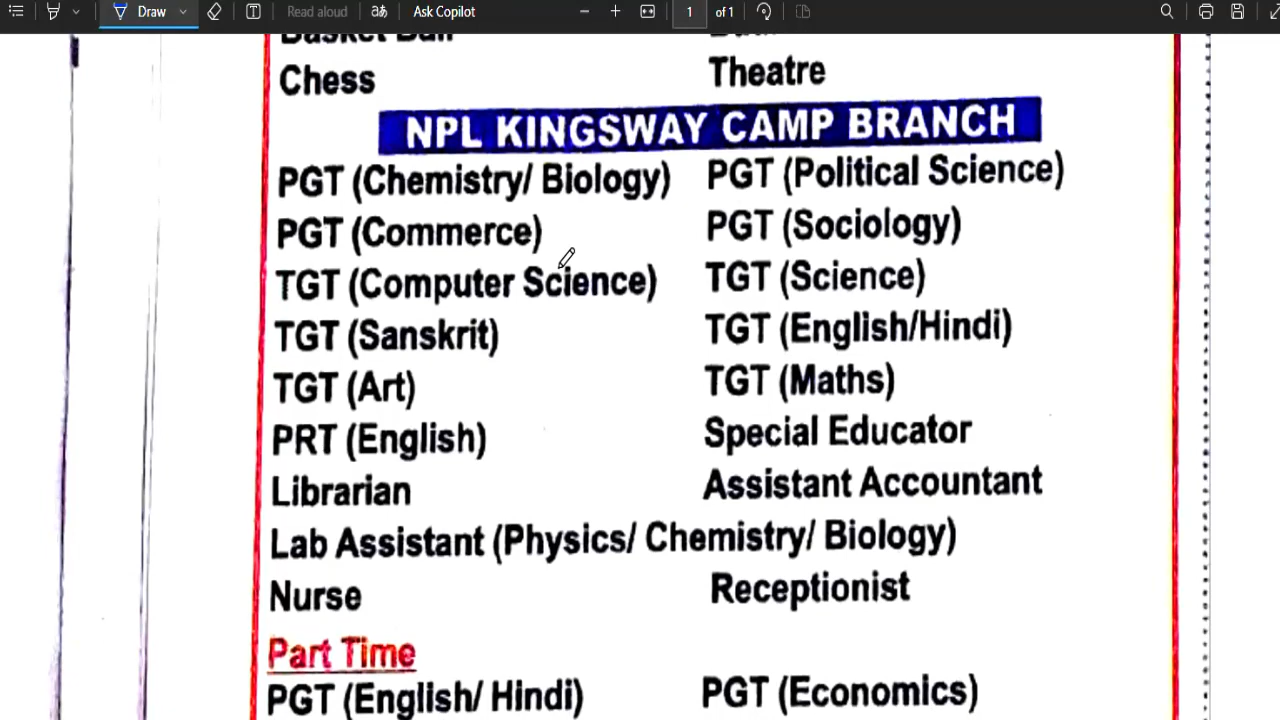 Draw
Read aloud
Ask Copilot
1 of 1
Basket Ball
Chess Theatre
NPL KINGSWAY CAMP BRANCH
PGT (Chemistry/ Biology) PGT (Political Science)
PGT (Commerce) PGT (Sociology)
TGT (Computer Science) TGT (Science)
TGT (Sanskrit) TGT (English/Hindi)
TGT (Art) TGT (Maths)
PRT (English) Special Educator
Librarian Assistant Accountant
Lab Assistant (Physics/ Chemistry/ Biology)
Nurse Receptionist
Part Time
PGT (English/ Hindi) PGT (Economics)